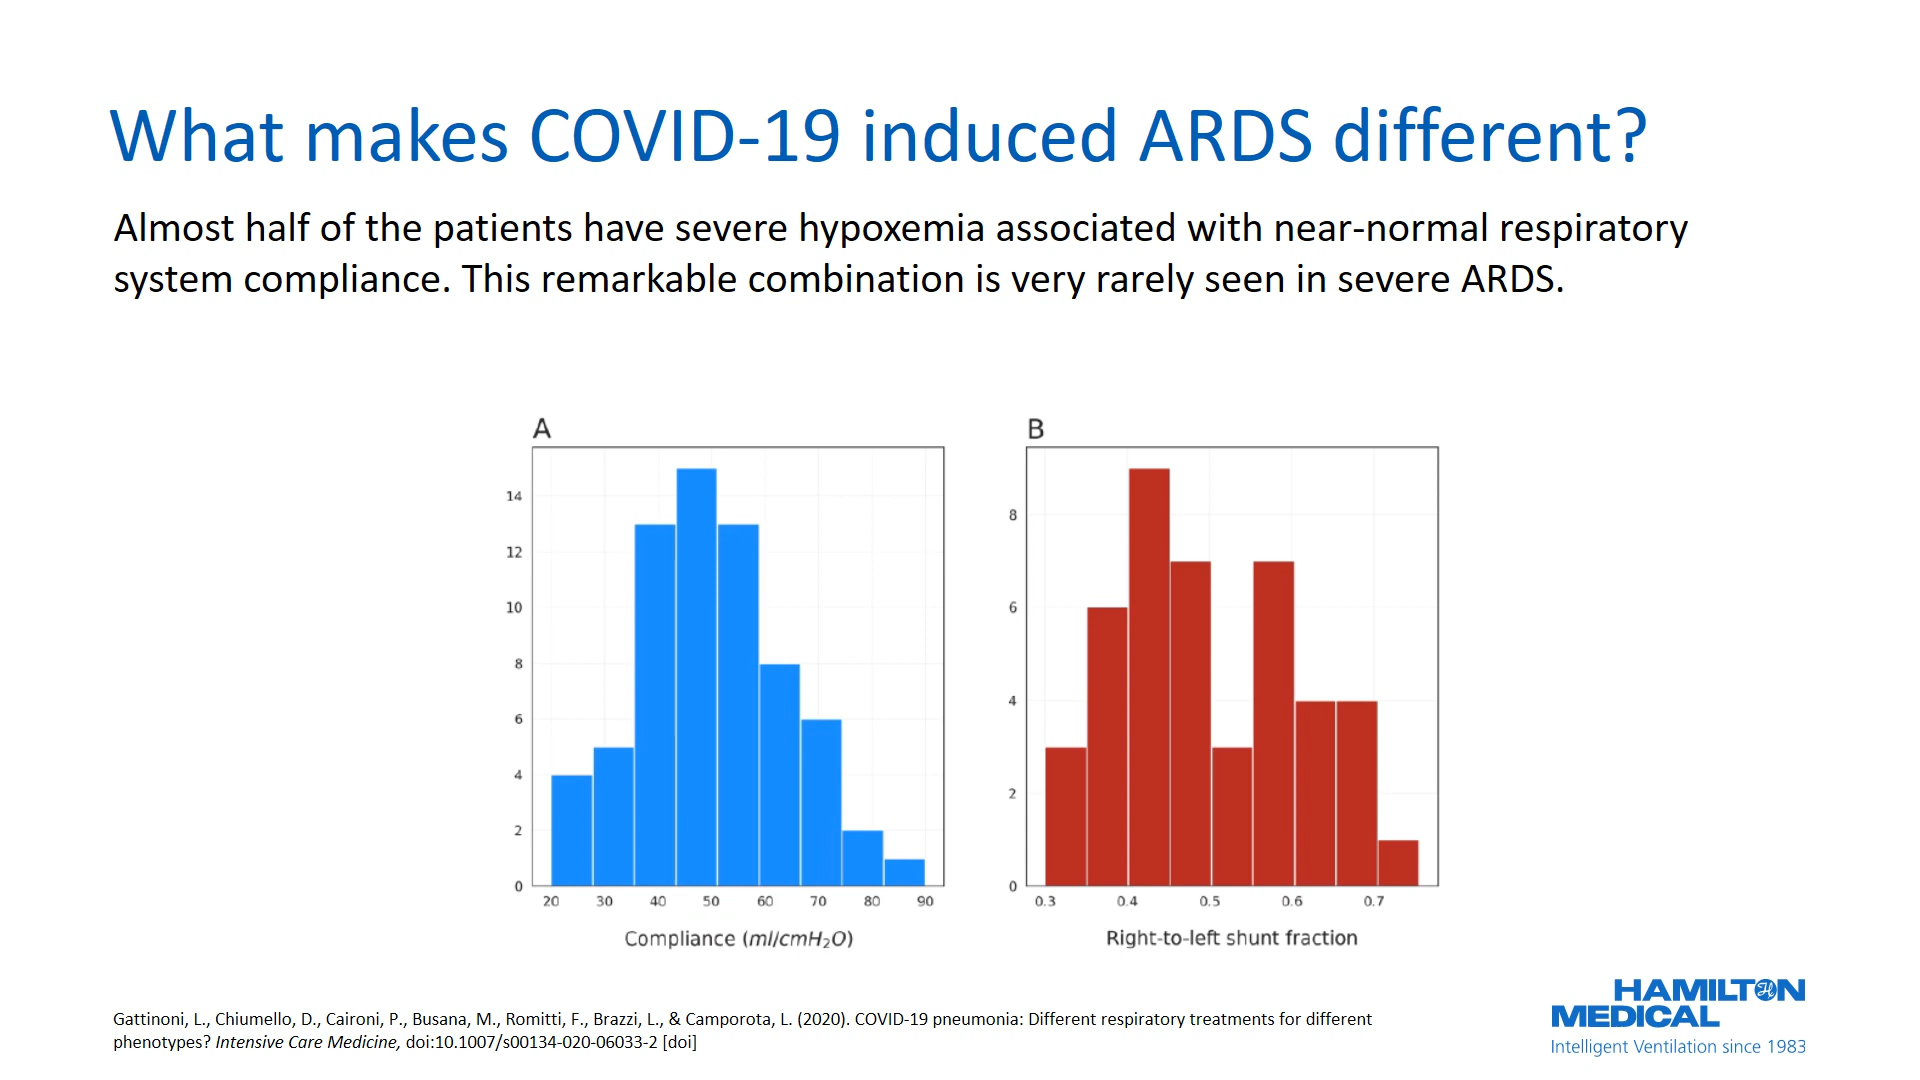 What makes COVID-19 induced ARDS different?
Almost half of the patients have severe hypoxemia associated with near-normal respiratory
system compliance. This remarkable combination is very rarely seen in severe ARDS.
A
14
12
10
8
6
4
2
0
20 30 40 50 60 70 80 90
Compliance (ml/cmH₂O)
B
8
6
4
2
0
0.3 0.4 0.5 0.6 0.7
Right-to-left shunt fraction
Gattinoni, L., Chiumello, D., Caironi, P., Busana, M., Romitti, F., Brazzi, L., & Camporota, L. (2020). COVID-19 pneumonia: Different respiratory treatments for different
phenotypes? Intensive Care Medicine, doi:10.1007/s00134-020-06033-2 [doi]
HAMILTON
MEDICAL
Intelligent Ventilation since 1983